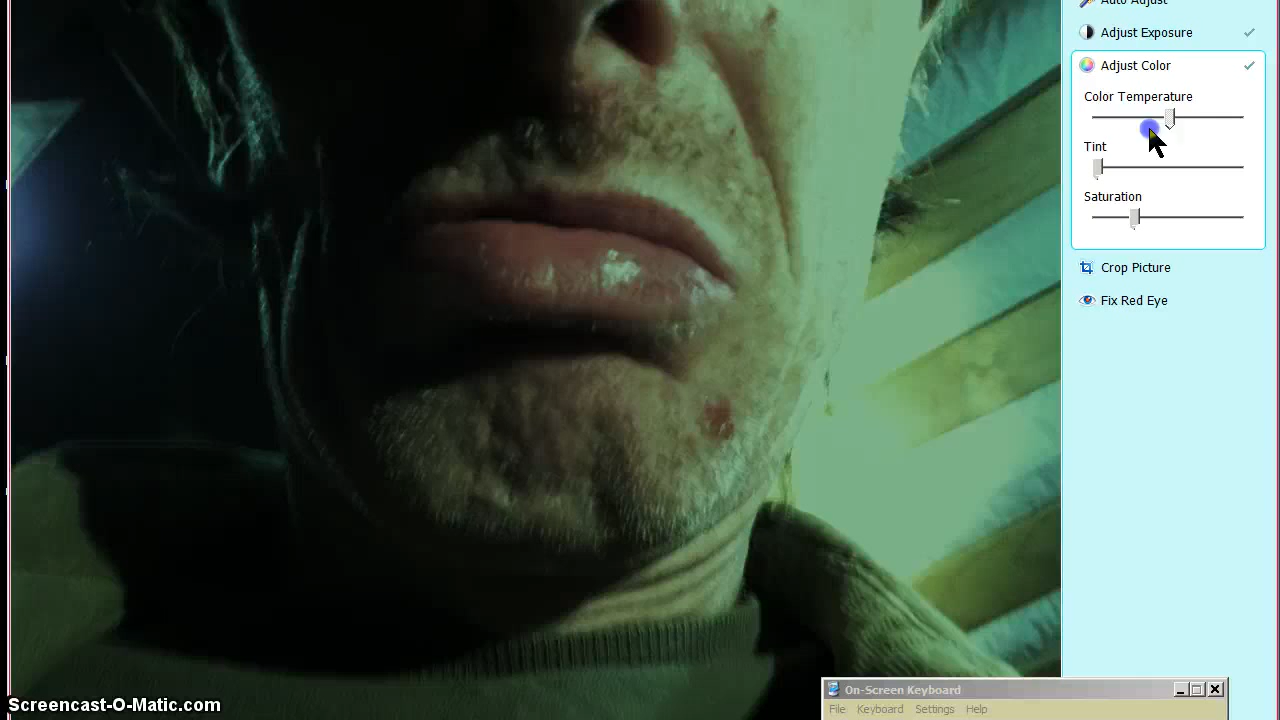 Auto Adjust
Adjust Exposure
Adjust Color
Color Temperature
Tint
Saturation
Crop Picture
Fix Red Eye
On-Screen Keyboard
File Keyboard Settings Help
Screencast-O-Matic.com